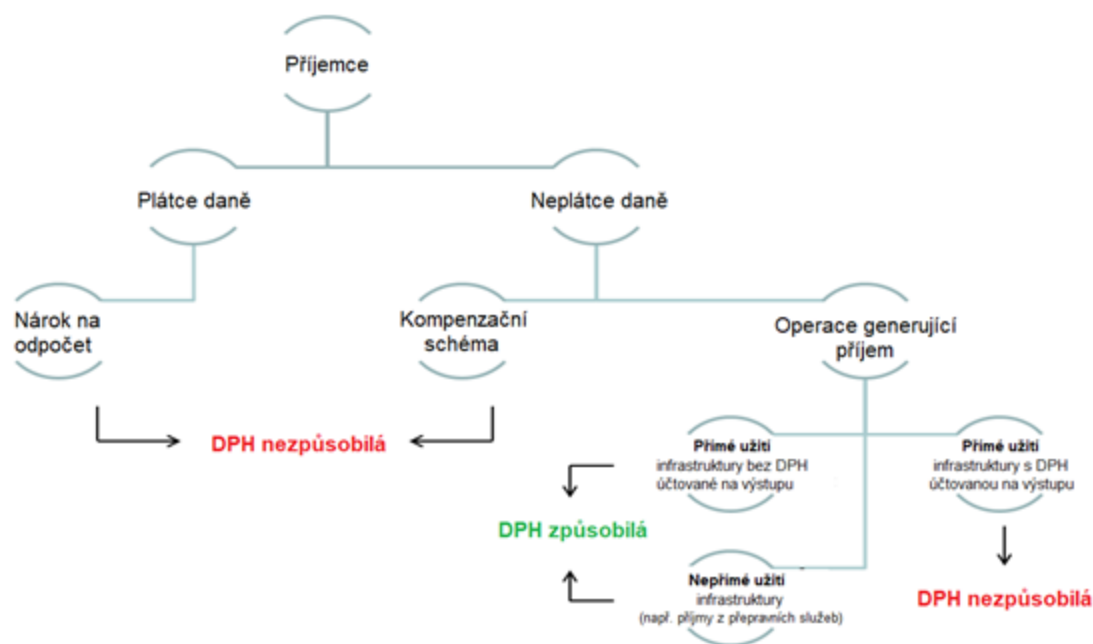 Příjemce
Plátce daně
Neplátce daně
Nárok na
odpočet
Kompenzační
schéma
Operace generující
příjem
DPH nezpůsobilá
Přímé užití
infrastruktury bez DPH
účtované na výstupu
Přímé užití
infrastruktury s DPH
účtovanou na výstupu
DPH způsobilá
Nepřímé užití
infrastruktury
(např. příjmy z přepravních služeb)
DPH nezpůsobilá